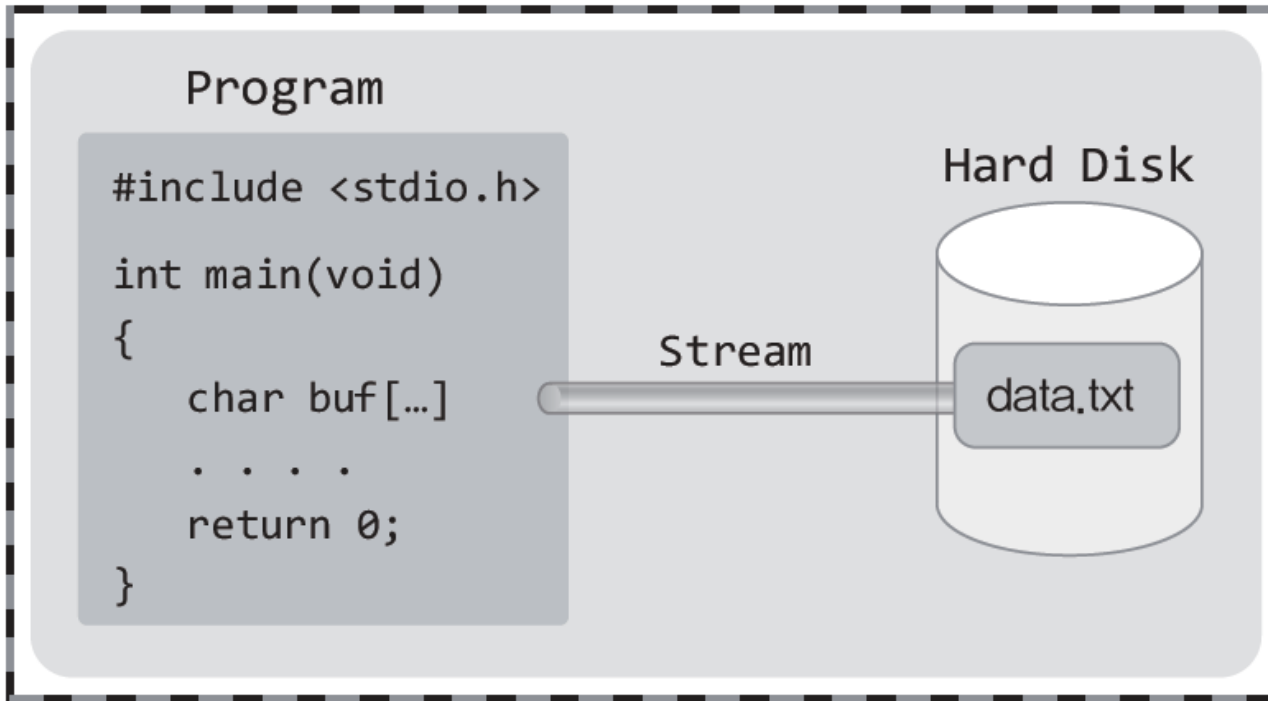 Program
#include <stdio.h>
int main(void)
{
char buf[…]
. . . .
return 0;
}
Stream
Hard Disk
data.txt